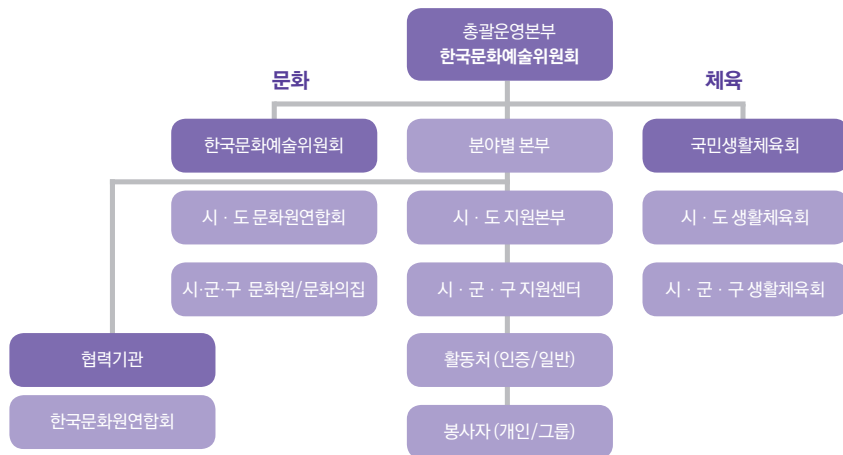 총괄운영본부
한국문화예술위원회
문화
체육
한국문화예술위원회
분야별 본부
국민생활체육회
시 · 도 문화원연합회
시 · 도 지원본부
시 · 도 생활체육회
시·군·구 문화원/문화의집
시 · 군 · 구 지원센터
시 · 군 · 구 생활체육회
협력기관
활동처 (인증/일반)
한국문화원연합회
봉사자 (개인/그룹)